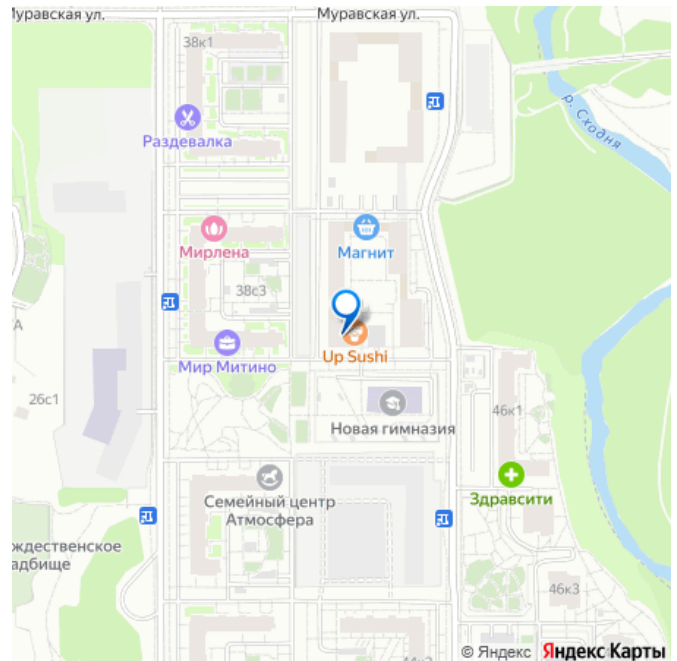 Муравская ул.
Муравская ул.
38к1
р. Сходня
Раздевалка
Мирлена
Магнит
38с3
А
Up Sushi
Мир Митино
26с1
46к1
Новая гимназия
Здравсити
Семейный центр
Атмосфера
ждественское
адбище
46к3
44к2
© Яндекс Яндекс Карты